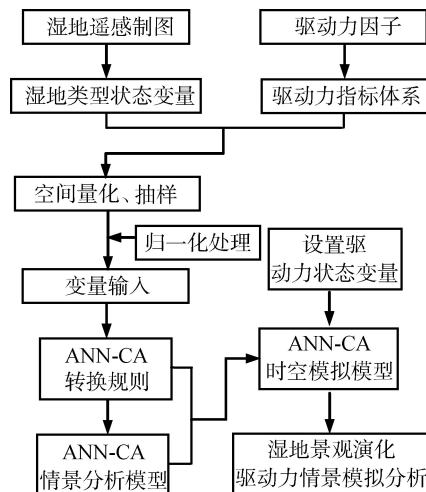 湿地遥感制图
驱动力因子
湿地类型状态变量
驱动力指标体系
空间量化、抽样
归一化处理
设置驱
动力状态变量
变量输入
ANN-CA
转换规则
ANN-CA
时空模拟模型
ANN-CA
情景分析模型
湿地景观演化
驱动力情景模拟分析